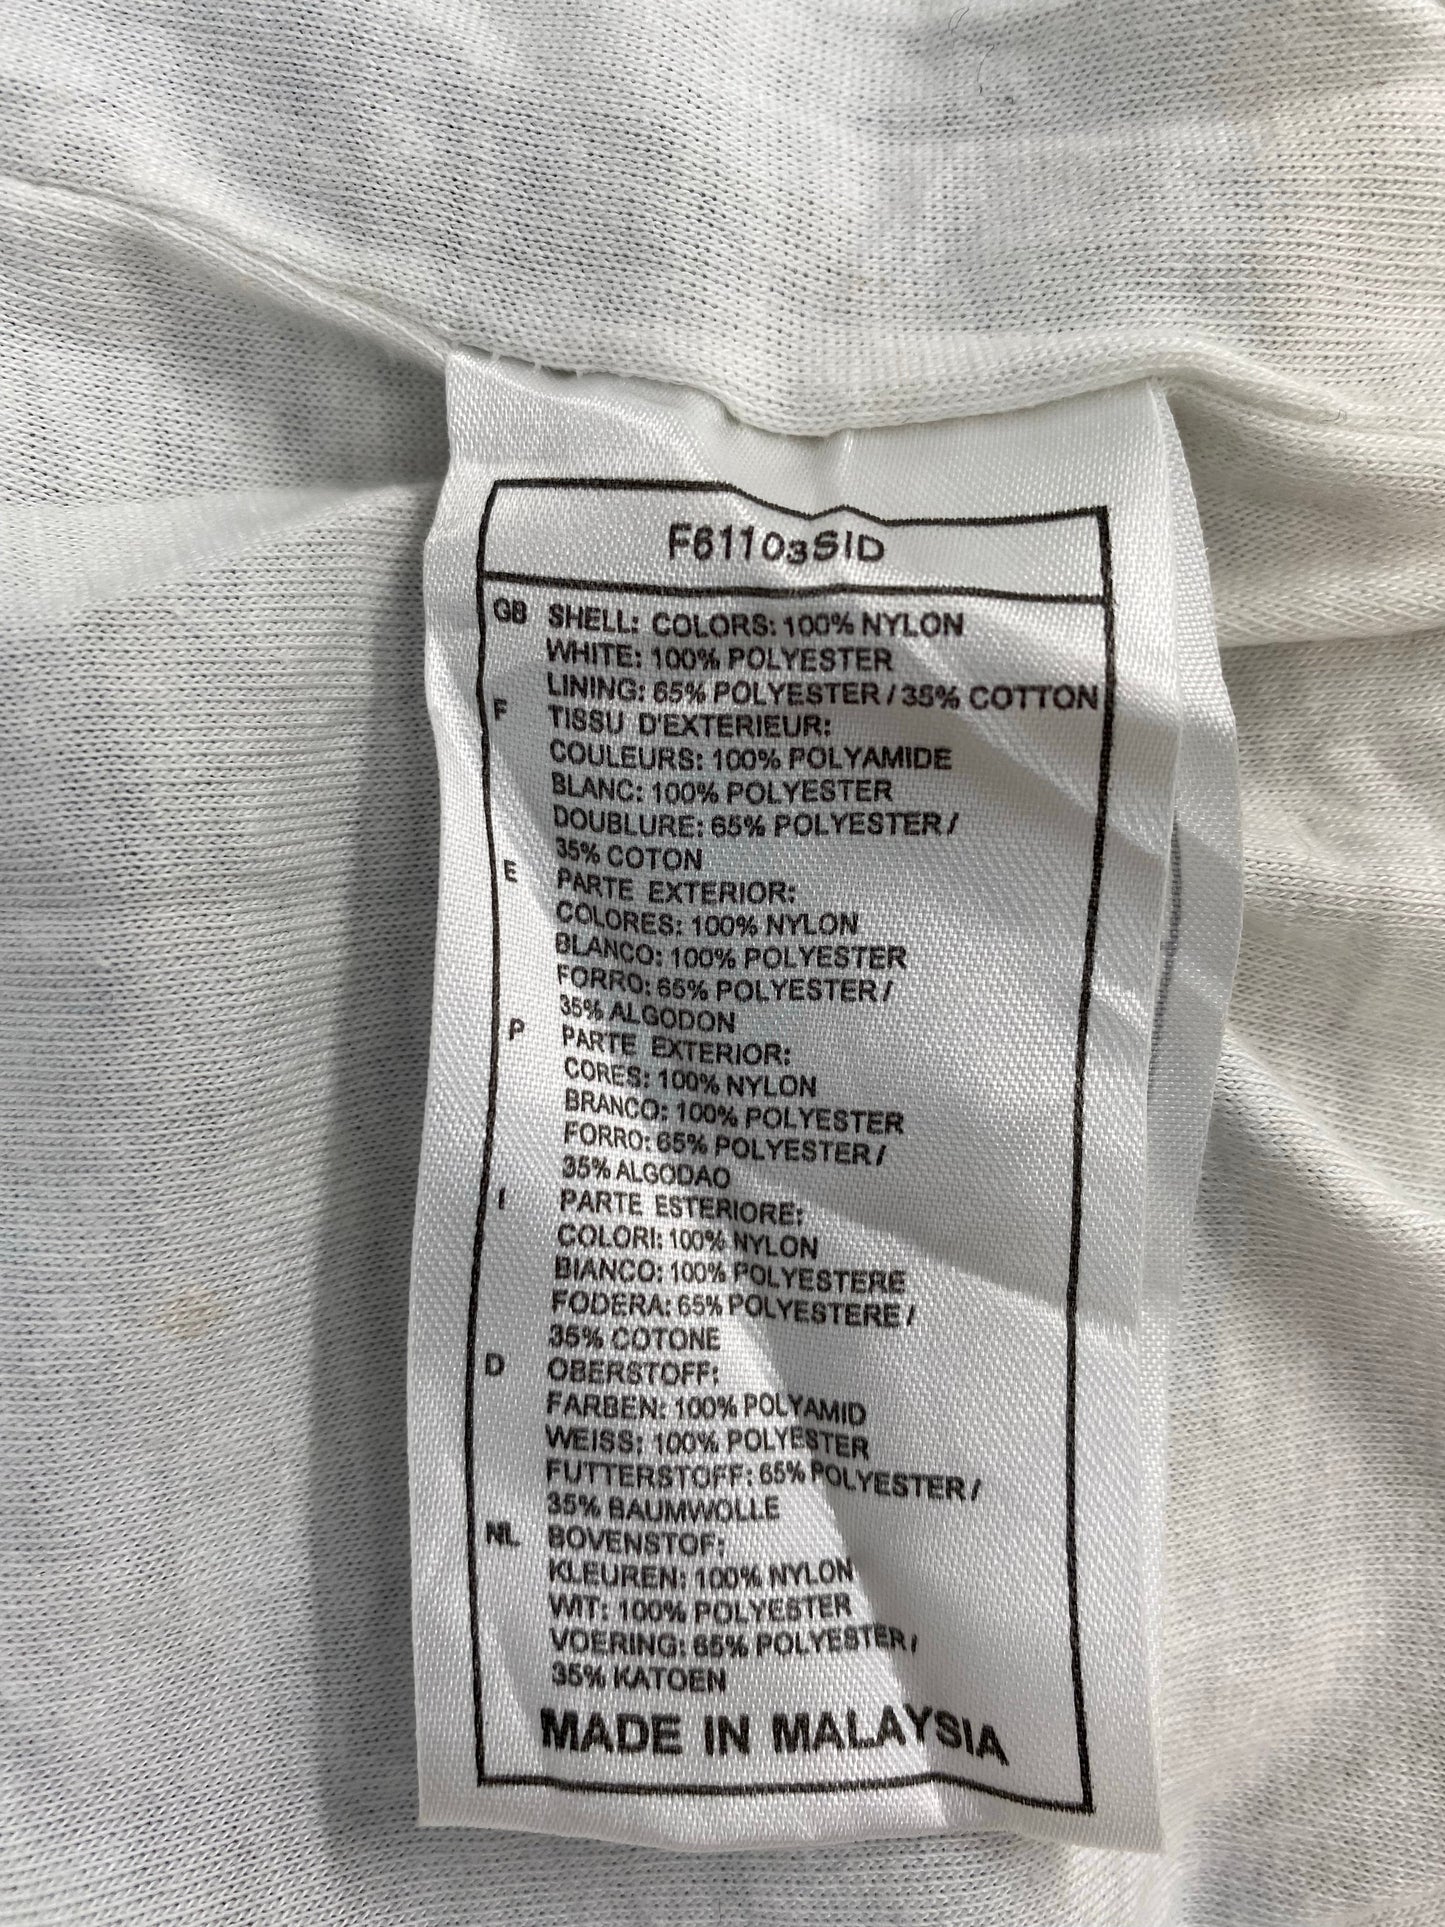 F61103SID
GB SHELL: COLORS: 100% NYLON
WHITE: 100% POLYESTER
LINING: 65% POLYESTER / 35% COTTON
F TISSU D'EXTERIEUR:
COULEURS: 100% POLYAMIDE
BLANC: 100% POLYESTER
DOUBLURE: 65% POLYESTER /
35% COTON
E PARTE EXTERIOR:
COLORES: 100% NYLON
BLANCO: 100% POLYESTER
FORRO: 65% POLYESTER /
35% ALGODON
P PARTE EXTERIOR:
CORES: 100% NYLON
BRANCO: 100% POLYESTER
FORRO: 65% POLYESTER /
35% ALGODAO
I PARTE ESTERIORE:
COLORI: 100% NYLON
BIANCO: 100% POLYESTERE
FODERA: 65% POLYESTERE /
35% COTONE
D OBERSTOFF:
FARBEN: 100% POLYAMID
WEISS: 100% POLYESTER
FUTTERSTOFF: 65% POLYESTER /
35% BAUMWOLLE
NL BOVENSTOF:
KLEUREN: 100% NYLON
WIT: 100% POLYESTER
VOERING: 65% POLYESTER /
35% KATOEN
MADE IN MALAYSIA